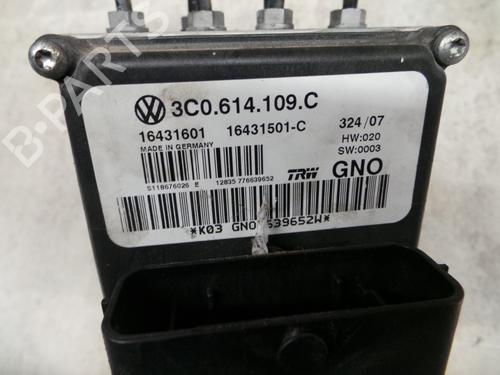 B-PARTS
3C0.614.109.C
16431601 16431501-C 324/07
MADE IN GERMANY HW:020
SW:0003
S118676026 E 12835 776639652 TRW GNO
*K03 GNO 639652W*